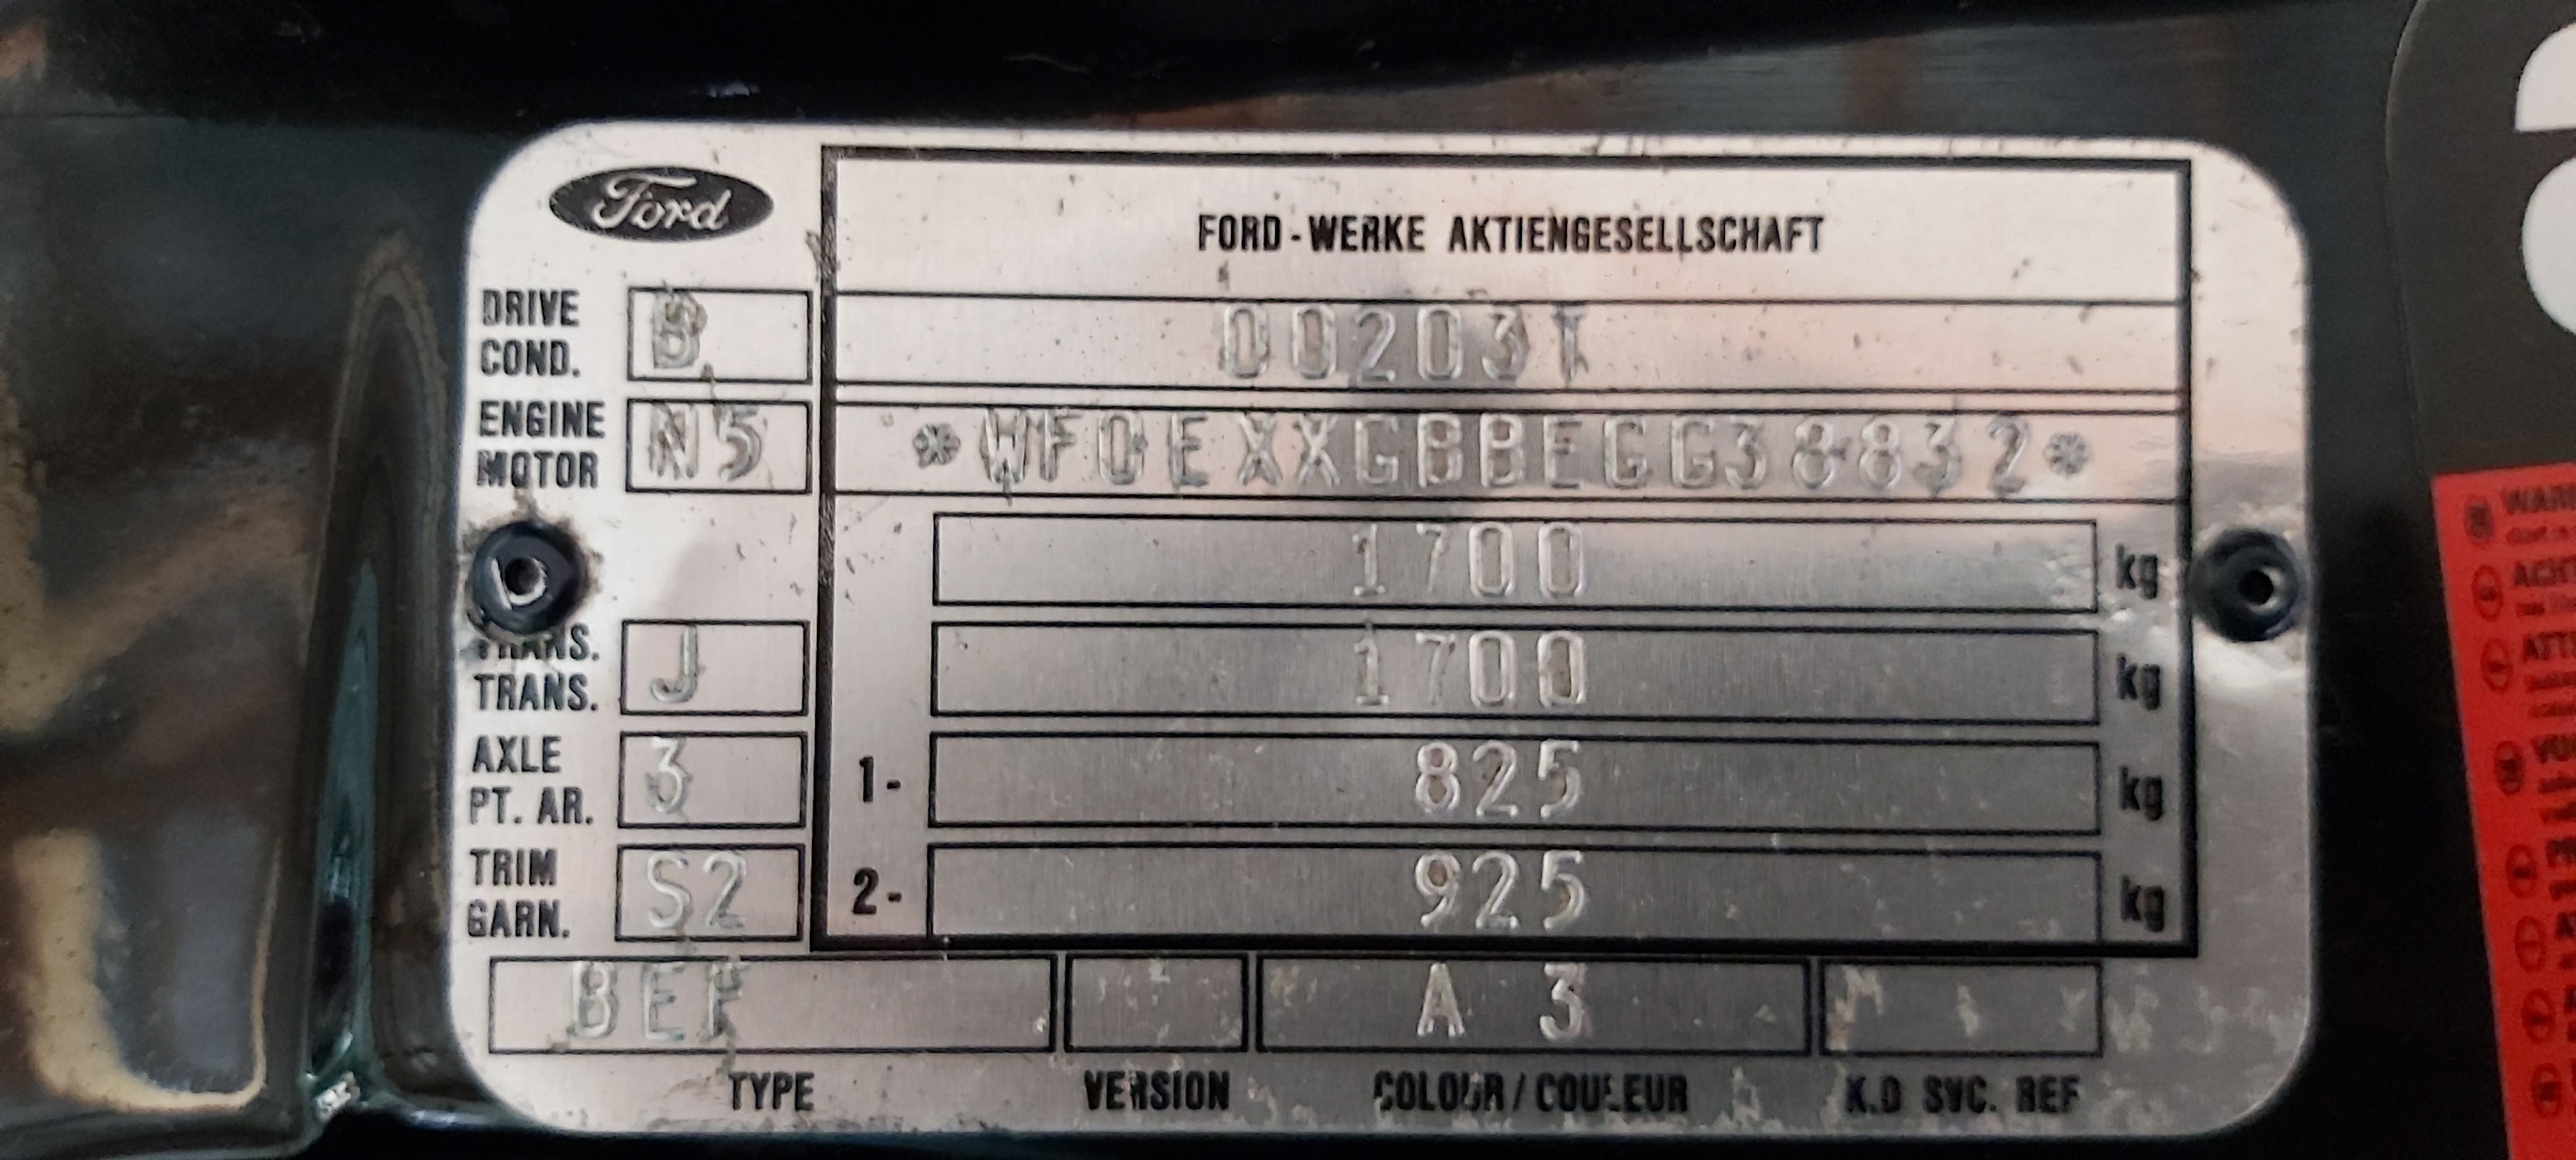 Ford
FORD-WERKE AKTIENGESELLSCHAFT
DRIVE
COND. B
00203T
ENGINE
MOTOR N5
*WF0EXXGBBEGG38832*
1700 kg
TRANS.
TRANS. J
1700 kg
AXLE
PT. AR. 3
1- 825 kg
TRIM
GARN. S2
2- 925 kg
BEF A 3
TYPE VERSION COLOUR/COULEUR K.D SVC. REF